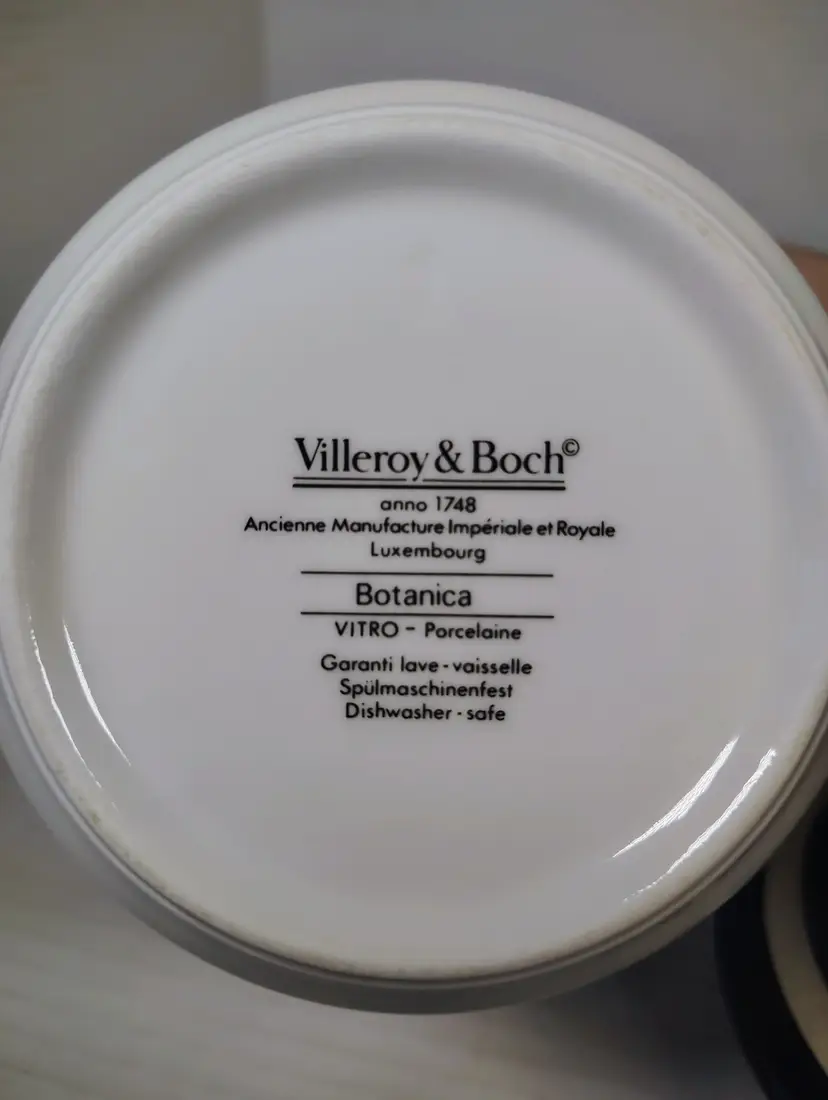 Villeroy & Boch©
anno 1748
Ancienne Manufacture Impériale et Royale
Luxembourg
Botanica
VITRO - Porcelaine
Garanti lave - vaisselle
Spülmaschinenfest
Dishwasher - safe